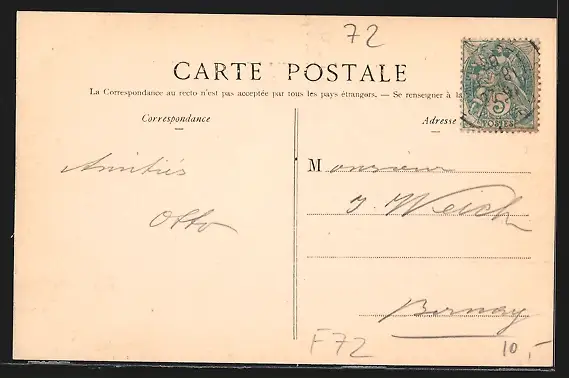 72
CARTE POSTALE
La Correspondance au recto n'est pas acceptée par tous les pays étrangers. — Se renseigner à la
Correspondance
Adresse
5
POSTES
Amitiés
Otto
Monsieur
J. Weich
Bernay
F72
10,-